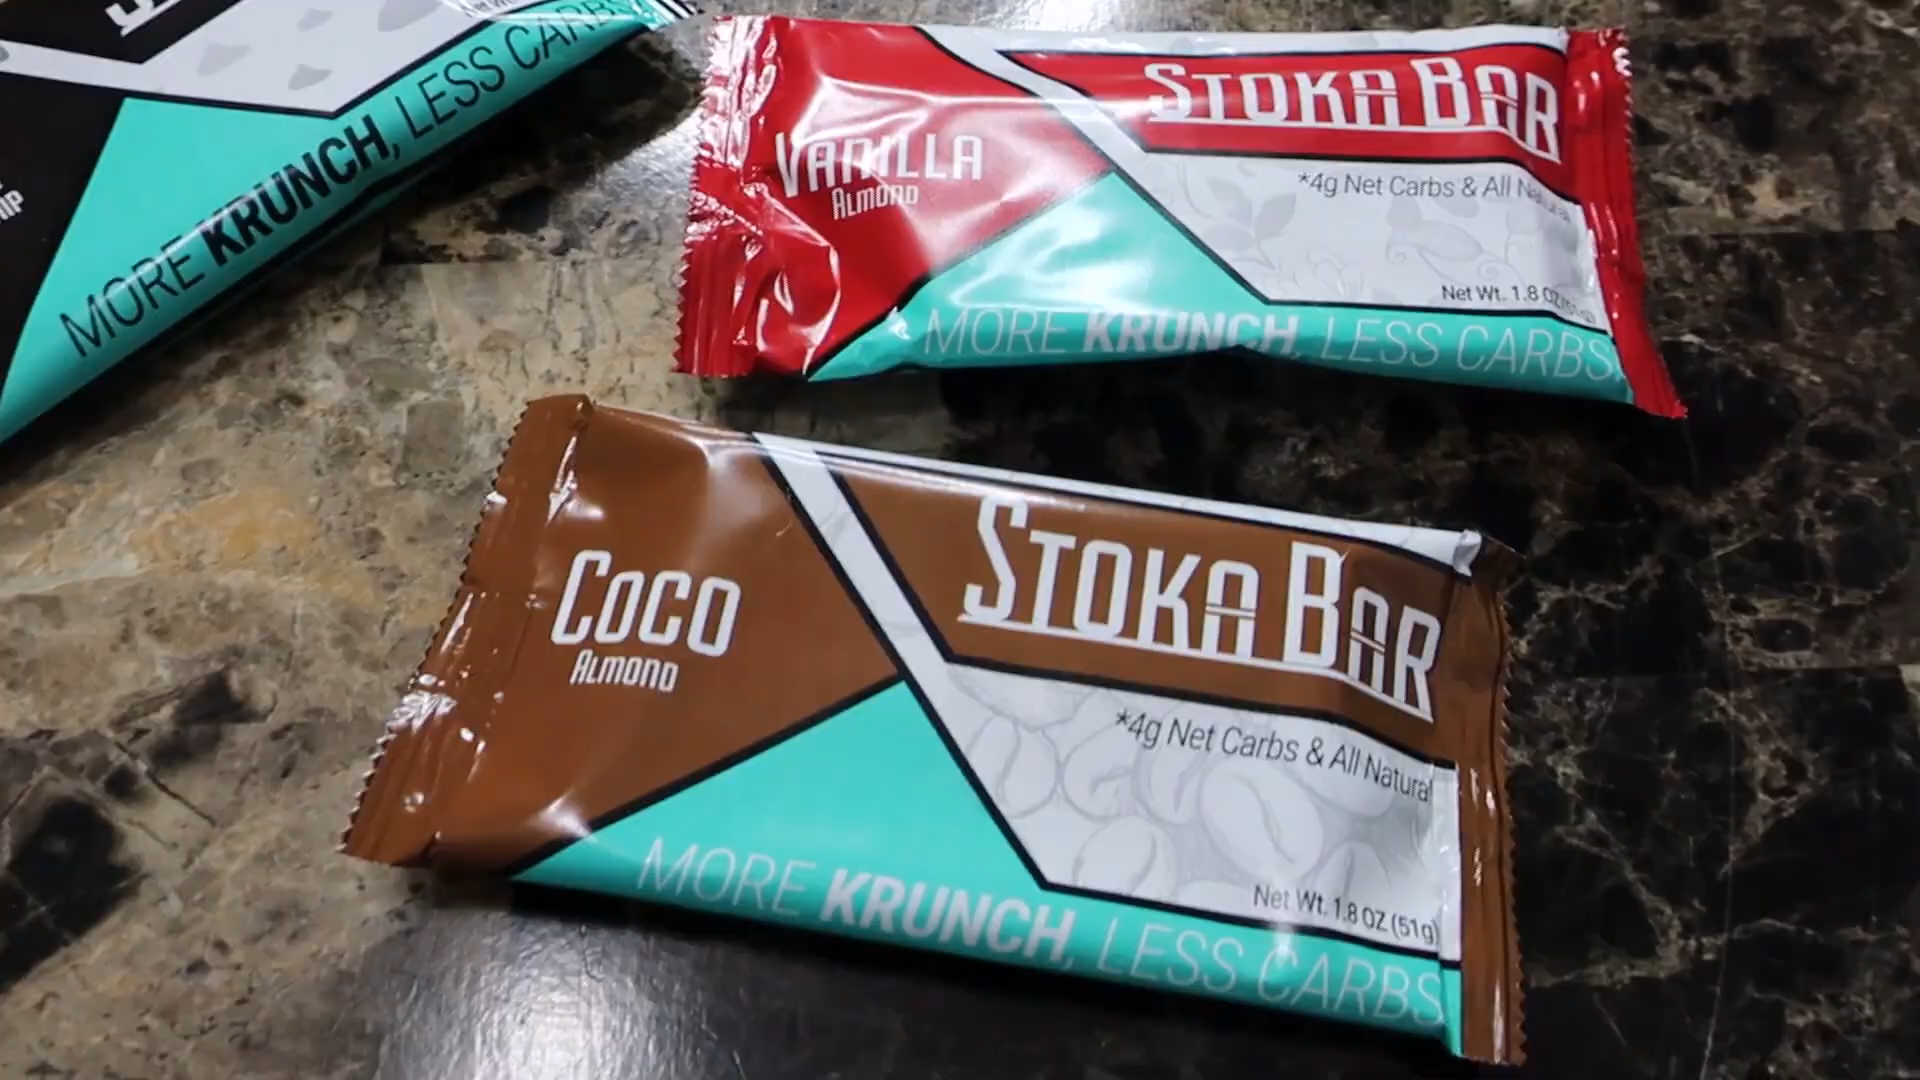 MORE KRUNCH, LESS CARBS
STOKA BAR
VANILLA
ALMOND
*4g Net Carbs & All Natural
Net Wt. 1.8 OZ (51g)
MORE KRUNCH, LESS CARBS
STOKA BAR
COCO
ALMOND
*4g Net Carbs & All Natural
Net Wt. 1.8 OZ (51g)
MORE KRUNCH, LESS CARBS